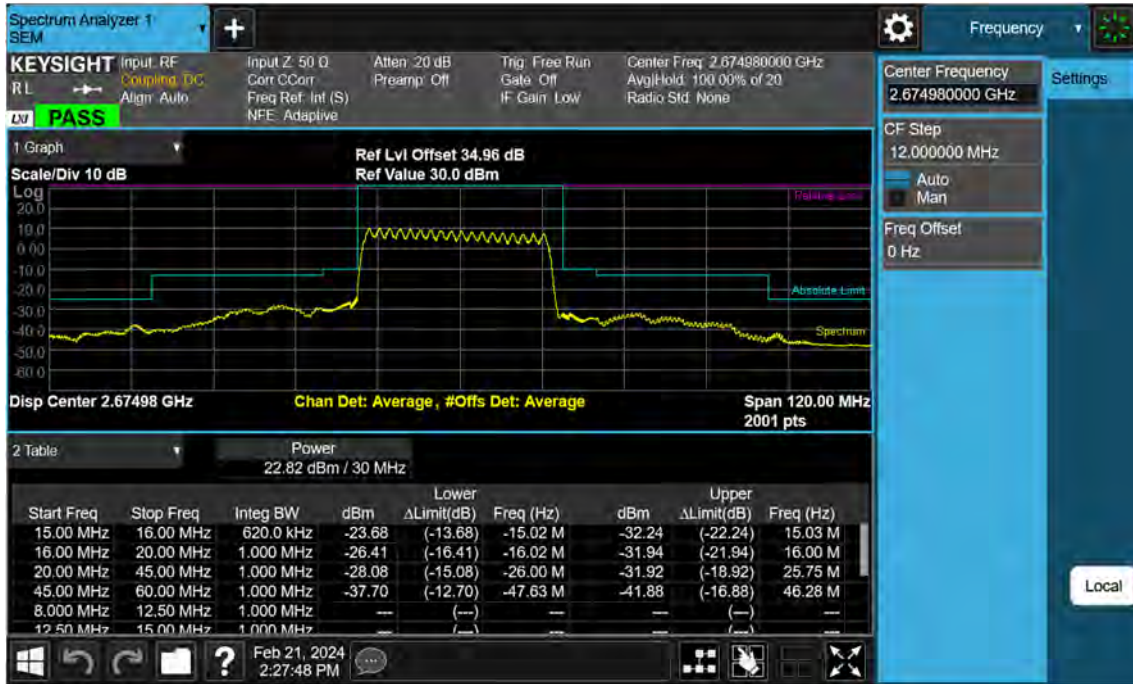 Spectrum Analyzer 1
SEM
Frequency
KEYSIGHT
Input: RF
Coupling: DC
Align: Auto
Input Z: 50 Ω
Corr CCorr
Freq Ref: Int (S)
NFE: Adaptive
Atten: 20 dB
Preamp: Off
Trig: Free Run
Gate: Off
IF Gain: Low
Center Freq: 2.674980000 GHz
Avg|Hold: 100.00% of 20
Radio Std: None
RL
LXI
PASS
Center Frequency
2.674980000 GHz
Settings
CF Step
12.000000 MHz
Auto
Man
Freq Offset
0 Hz
1 Graph
Scale/Div 10 dB
Ref Lvl Offset 34.96 dB
Ref Value 30.0 dBm
Log
20.0
10.0
0.00
-10.0
-20.0
-30.0
-40.0
-50.0
-60.0
Relative Limit
Absolute Limit
Spectrum
Disp Center 2.67498 GHz
Chan Det: Average, #Offs Det: Average
Span 120.00 MHz
2001 pts
2 Table
Power
22.82 dBm / 30 MHz
Lower Upper
Start Freq Stop Freq Integ BW dBm ΔLimit(dB) Freq (Hz) dBm ΔLimit(dB) Freq (Hz)
15.00 MHz 16.00 MHz 620.0 kHz -23.68 (-13.68) -15.02 M -32.24 (-22.24) 15.03 M
16.00 MHz 20.00 MHz 1.000 MHz -26.41 (-16.41) -16.02 M -31.94 (-21.94) 16.00 M
20.00 MHz 45.00 MHz 1.000 MHz -28.08 (-15.08) -26.00 M -31.92 (-18.92) 25.75 M
45.00 MHz 60.00 MHz 1.000 MHz -37.70 (-12.70) -47.63 M -41.88 (-16.88) 46.28 M
8.000 MHz 12.50 MHz 1.000 MHz --- (---) --- --- (---) ---
12.50 MHz 15.00 MHz 1.000 MHz --- (---) --- --- (---) ---
Local
?
Feb 21, 2024
2:27:48 PM